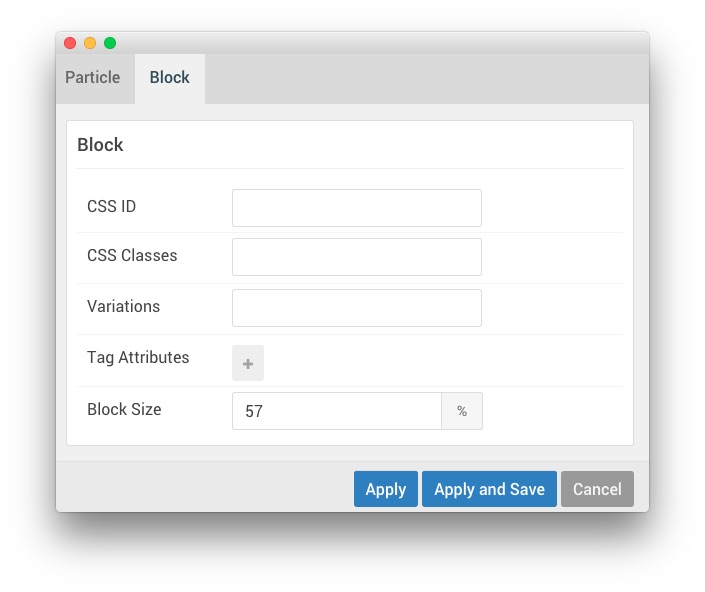 Particle Block
Block
CSS ID
CSS Classes
Variations
Tag Attributes +
Block Size 57 %
Apply Apply and Save Cancel